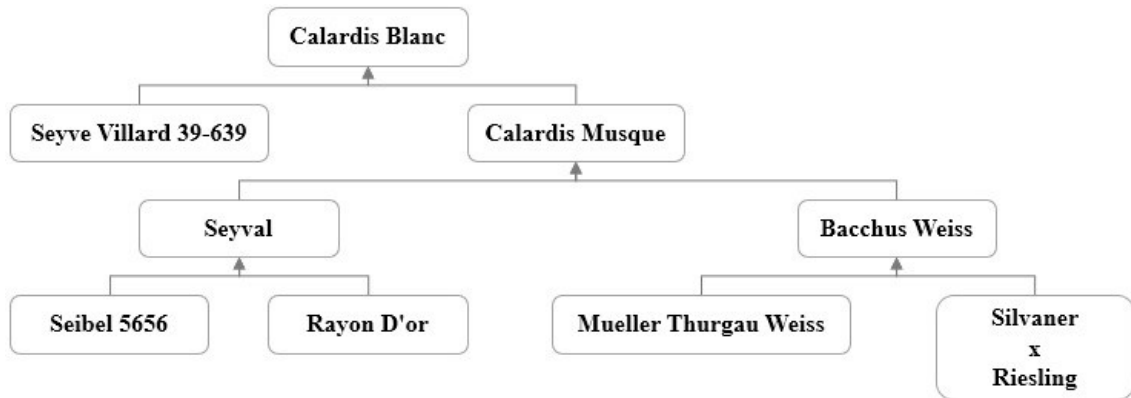 Calardis Blanc
Seyve Villard 39-639
Calardis Musque
Seyval
Bacchus Weiss
Seibel 5656
Rayon D'or
Mueller Thurgau Weiss
Silvaner
x
Riesling